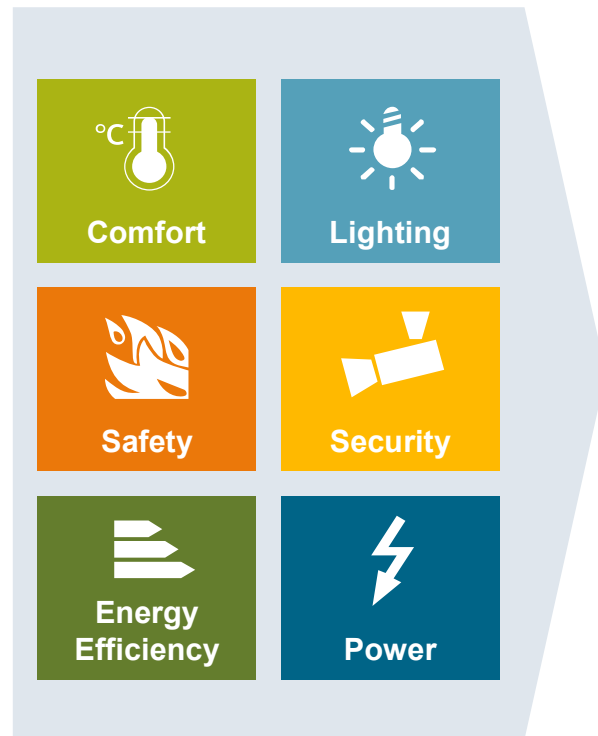 °C
Comfort
Lighting
Safety
Security
Energy
Efficiency
Power